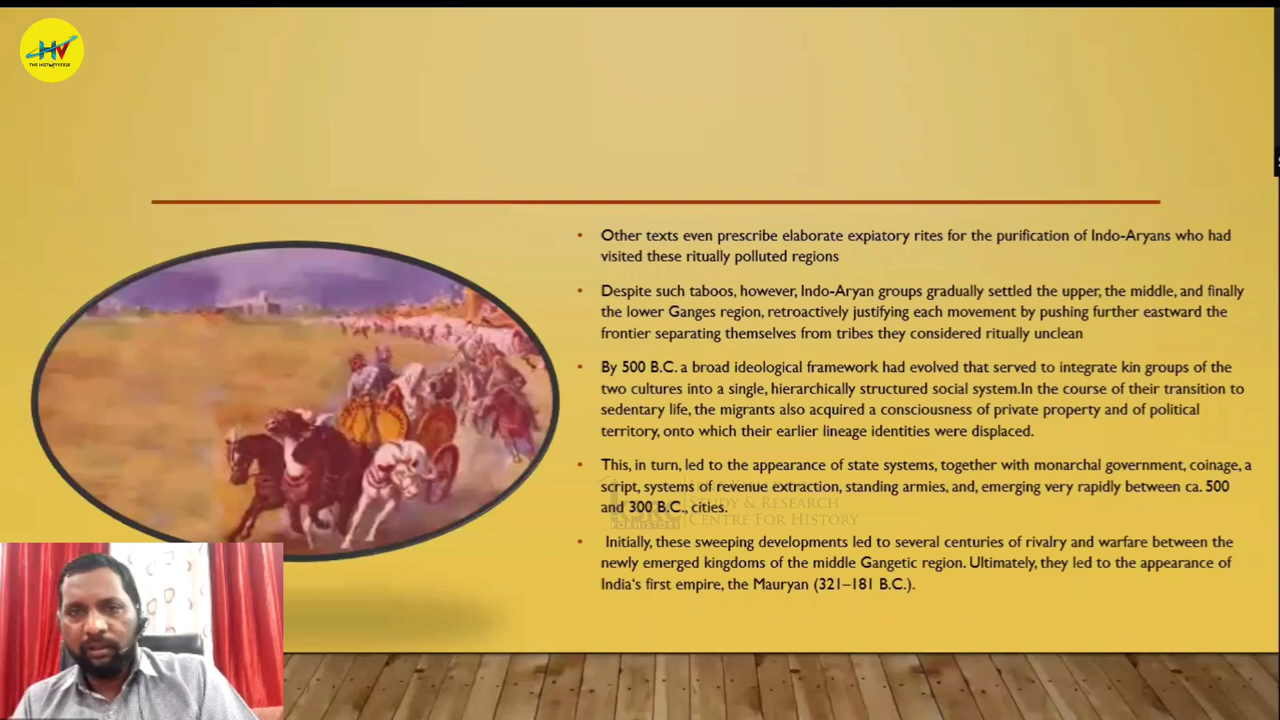 HV
THE HISTORYVERSE
• Other texts even prescribe elaborate expiatory rites for the purification of Indo-Aryans who had
visited these ritually polluted regions
• Despite such taboos, however, Indo-Aryan groups gradually settled the upper, the middle, and finally
the lower Ganges region, retroactively justifying each movement by pushing further eastward the
frontier separating themselves from tribes they considered ritually unclean
• By 500 B.C. a broad ideological framework had evolved that served to integrate kin groups of the
two cultures into a single, hierarchically structured social system.In the course of their transition to
sedentary life, the migrants also acquired a consciousness of private property and of political
territory, onto which their earlier lineage identities were displaced.
• This, in turn, led to the appearance of state systems, together with monarchal government, coinage, a
script, systems of revenue extraction, standing armies, and, emerging very rapidly between ca. 500
and 300 B.C., cities.
Study & Research
Centre For History
FOR HISTORY
• Initially, these sweeping developments led to several centuries of rivalry and warfare between the
newly emerged kingdoms of the middle Gangetic region. Ultimately, they led to the appearance of
India's first empire, the Mauryan (321–181 B.C.).